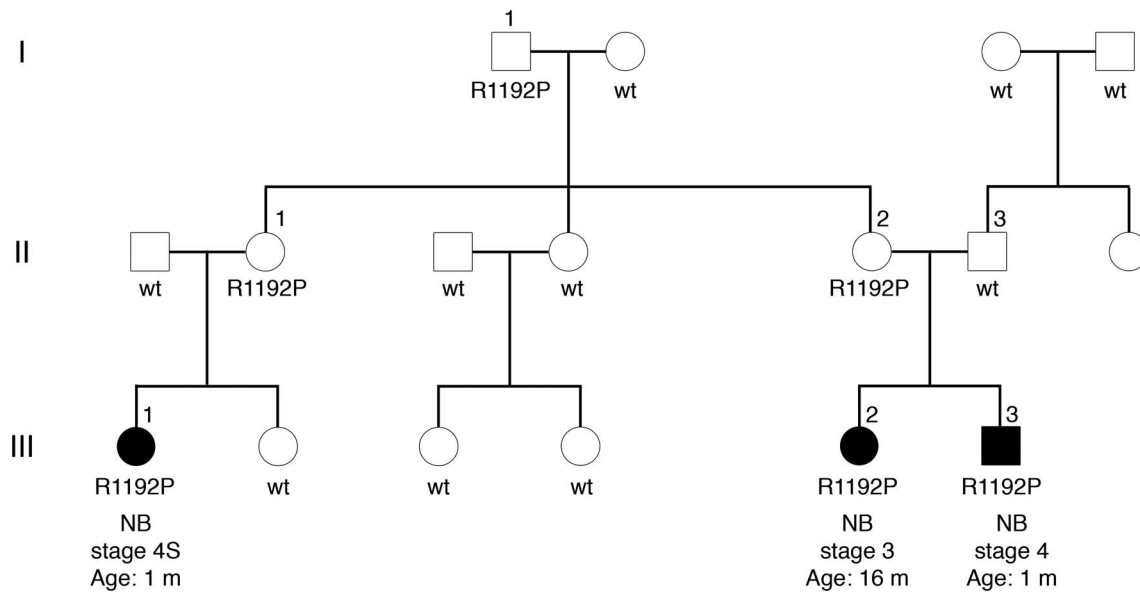 I
1
R1192P
wt
wt
wt
II
1
2
3
wt
R1192P
wt
wt
R1192P
wt
III
1
2
3
R1192P
wt
wt
wt
R1192P
R1192P
NB
stage 4S
Age: 1 m
NB
stage 3
Age: 16 m
NB
stage 4
Age: 1 m